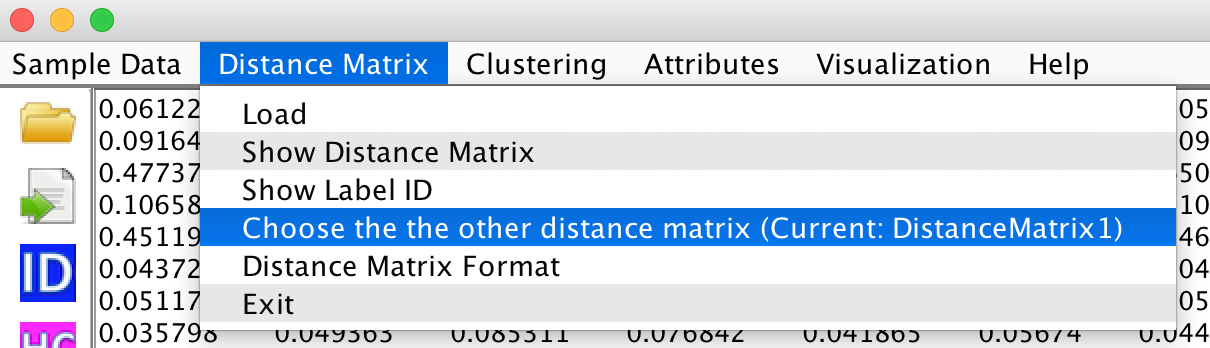 Sample Data Distance Matrix Clustering Attributes Visualization Help
0.06122 Load 05
0.09164 Show Distance Matrix 09
0.47737 Show Label ID 50
0.10658 Choose the the other distance matrix (Current: DistanceMatrix1) 10
0.45119 46
0.04372 Distance Matrix Format 04
0.05117 Exit 05
0.035798 0.049363 0.085311 0.076842 0.041865 0.05674 0.044
ID
HC